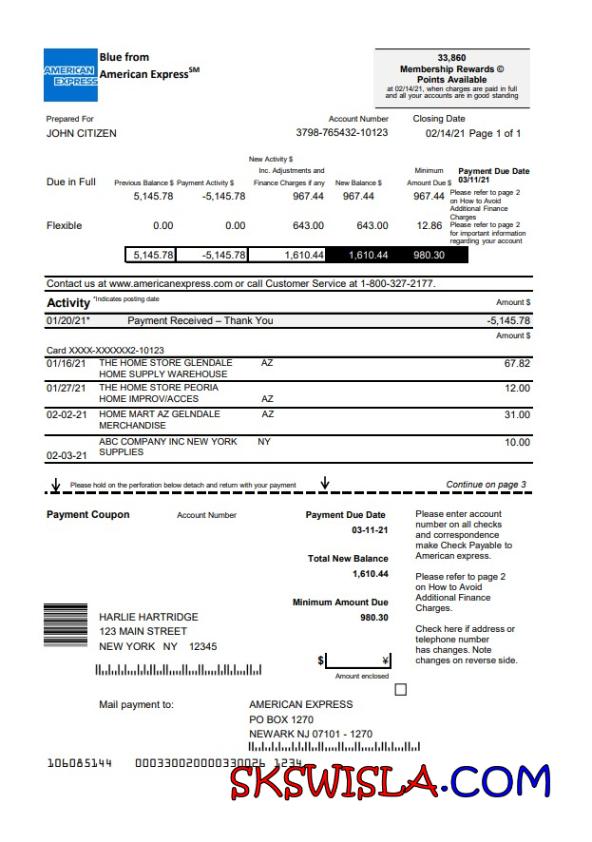 AMERICAN EXPRESS
Blue from
American Express℠
33,860
Membership Rewards ©
Points Available
at 02/14/21, when charges are paid in full
and all your accounts are in good standing
Prepared For
Account Number
Closing Date
JOHN CITIZEN
3798-765432-10123
02/14/21 Page 1 of 1
New Activity $
Inc. Adjustments and
Minimum
Payment Due Date
Due in Full
Previous Balance $ Payment Activity $
Finance Charges if any
New Balance $
Amount Due $
03/11/21
5,145.78 -5,145.78 967.44 967.44 967.44
Please refer to page 2
on How to Avoid
Additional Finance
Charges
Flexible 0.00 0.00 643.00 643.00 12.86
Please refer to page 2
for important information
regarding your account
5,145.78 -5,145.78 1,610.44 1,610.44 980.30
Contact us at www.americanexpress.com or call Customer Service at 1-800-327-2177.
Activity *Indicates posting date Amount $
01/20/21* Payment Received – Thank You -5,145.78
Amount $
Card XXXX-XXXXXX2-10123
01/16/21 THE HOME STORE GLENDALE AZ 67.82
HOME SUPPLY WAREHOUSE
01/27/21 THE HOME STORE PEORIA 12.00
HOME IMPROV/ACCES AZ
02-02-21 HOME MART AZ GELNDALE AZ 31.00
MERCHANDISE
ABC COMPANY INC NEW YORK NY 10.00
02-03-21 SUPPLIES
Please hold on the perforation below detach and return with your payment
Continue on page 3
Payment Coupon
Account Number
Payment Due Date
03-11-21
Total New Balance
1,610.44
Minimum Amount Due
980.30
Please enter account
number on all checks
and correspondence
make Check Payable to
American express.
Please refer to page 2
on How to Avoid
Additional Finance
Charges.
Check here if address or
telephone number
has changes. Note
changes on reverse side.
HARLIE HARTRIDGE
123 MAIN STREET
NEW YORK NY 12345
$ ¥
Amount enclosed
Mail payment to:
AMERICAN EXPRESS
PO BOX 1270
NEWARK NJ 07101 - 1270
106085144 000330020000330026 1234
SKSWISLA.COM